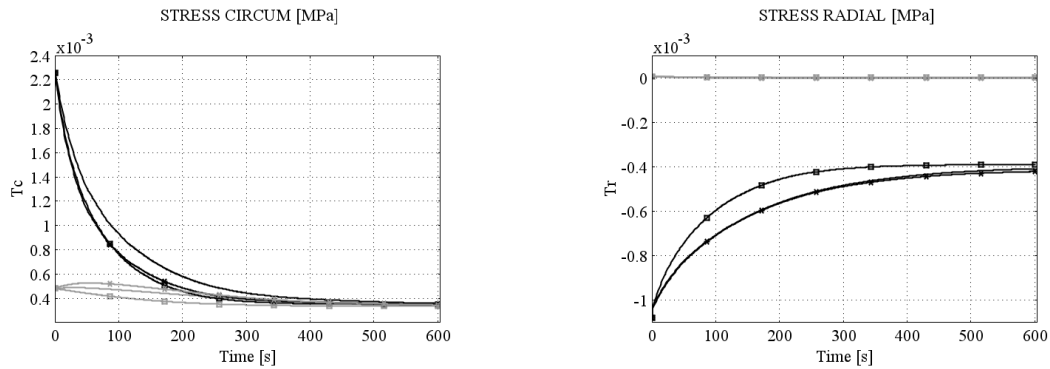 STRESS CIRCUM [MPa]
x10-3
2.4
2.2
2
1.8
1.6
1.4
1.2
1
0.8
0.6
0.4
Tc
0 100 200 300 400 500 600
Time [s]
STRESS RADIAL [MPa]
x10-3
0
-0.2
-0.4
-0.6
-0.8
-1
Tr
0 100 200 300 400 500 600
Time [s]